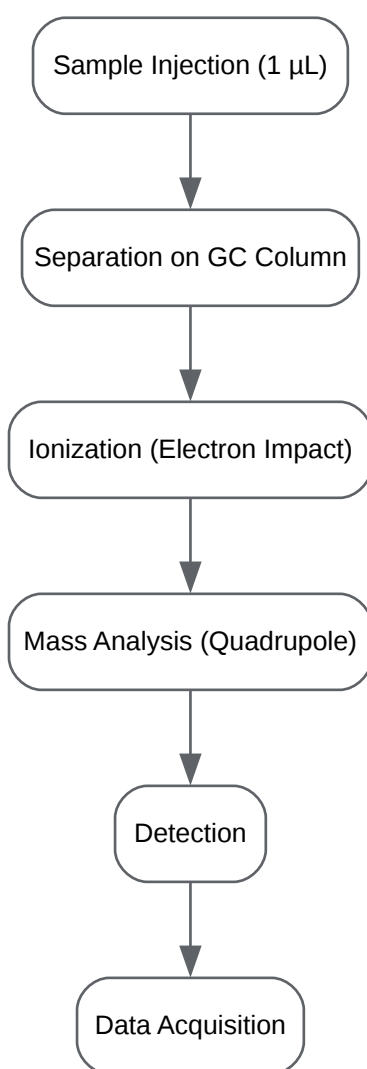 Sample Injection (1 µL)
Separation on GC Column
Ionization (Electron Impact)
Mass Analysis (Quadrupole)
Detection
Data Acquisition